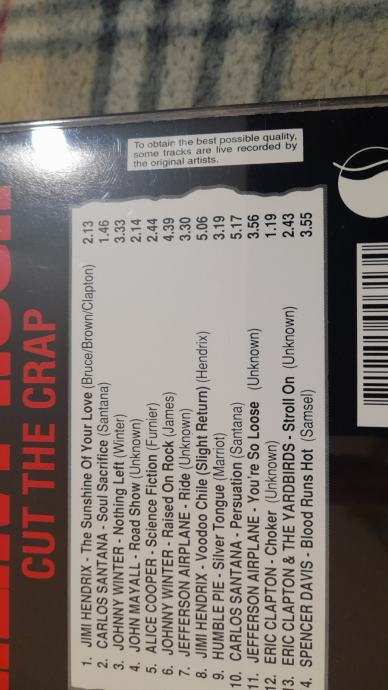 CUT THE CRAP
To obtain the best possible quality,
some tracks are live recorded by
the original artists.
1. JIMI HENDRIX - The Sunshine Of Your Love (Bruce/Brown/Clapton) 2.13
2. CARLOS SANTANA - Soul Sacrifice (Santana) 1.46
3. JOHNNY WINTER - Nothing Left (Winter) 3.33
4. JOHN MAYALL - Road Show (Unknown) 2.14
5. ALICE COOPER - Science Fiction (Furnier) 2.44
6. JOHNNY WINTER - Raised On Rock (James) 4.39
7. JEFFERSON AIRPLANE - Ride (Unknown) 3.30
8. JIMI HENDRIX - Voodoo Chile (Slight Return) (Hendrix) 5.06
9. HUMBLE PIE - Silver Tongue (Marriot) 3.19
10. CARLOS SANTANA - Persuation (Santana) 5.17
11. JEFFERSON AIRPLANE - You're So Loose (Unknown) 3.56
12. ERIC CLAPTON - Choker (Unknown) 1.19
13. ERIC CLAPTON & THE YARDBIRDS - Stroll On (Unknown) 2.43
4. SPENCER DAVIS - Blood Runs Hot (Samsel) 3.55